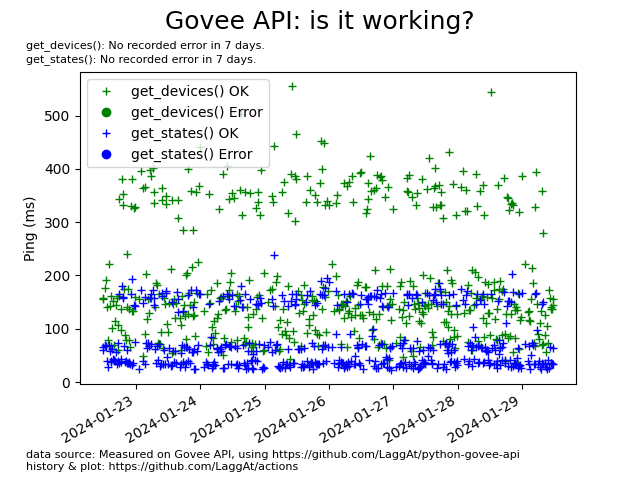 Govee API: is it working?
get_devices(): No recorded error in 7 days.
get_states(): No recorded error in 7 days.
get_devices() OK
get_devices() Error
get_states() OK
get_states() Error
Ping (ms)
500
400
300
200
100
0
2024-01-23
2024-01-24
2024-01-25
2024-01-26
2024-01-27
2024-01-28
2024-01-29
data source: Measured on Govee API, using https://github.com/LaggAt/python-govee-api
history & plot: https://github.com/LaggAt/actions